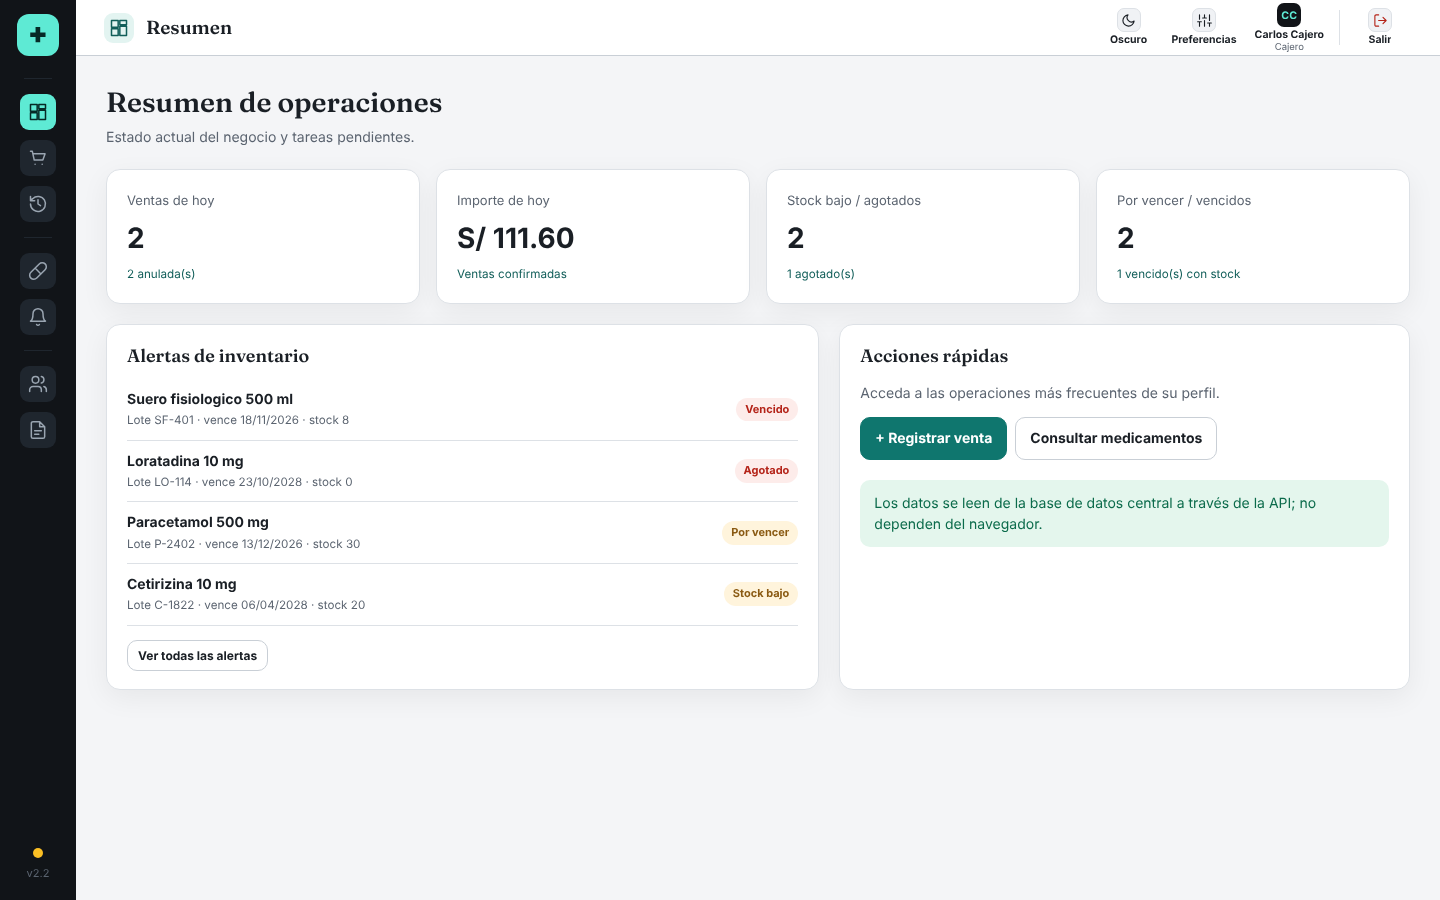 Resumen
Oscuro
Preferencias
CC
Carlos Cajero
Cajero
Salir
Resumen de operaciones
Estado actual del negocio y tareas pendientes.
Ventas de hoy
2
2 anulada(s)
Importe de hoy
S/ 111.60
Ventas confirmadas
Stock bajo / agotados
2
1 agotado(s)
Por vencer / vencidos
2
1 vencido(s) con stock
Alertas de inventario
Suero fisiologico 500 ml
Lote SF-401 · vence 18/11/2026 · stock 8
Vencido
Loratadina 10 mg
Lote LO-114 · vence 23/10/2028 · stock 0
Agotado
Paracetamol 500 mg
Lote P-2402 · vence 13/12/2026 · stock 30
Por vencer
Cetirizina 10 mg
Lote C-1822 · vence 06/04/2028 · stock 20
Stock bajo
Ver todas las alertas
Acciones rápidas
Acceda a las operaciones más frecuentes de su perfil.
+ Registrar venta
Consultar medicamentos
Los datos se leen de la base de datos central a través de la API; no
dependen del navegador.
v2.2